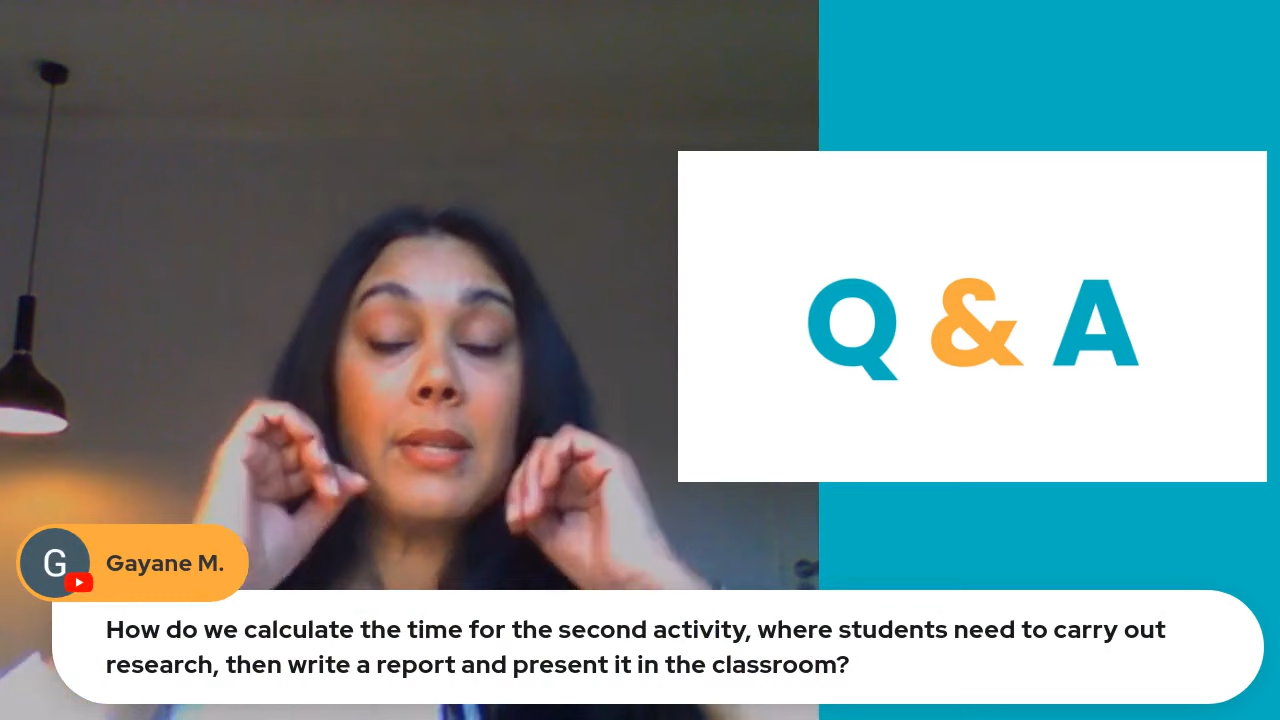 Q & A
G
Gayane M.
How do we calculate the time for the second activity, where students need to carry out
research, then write a report and present it in the classroom?